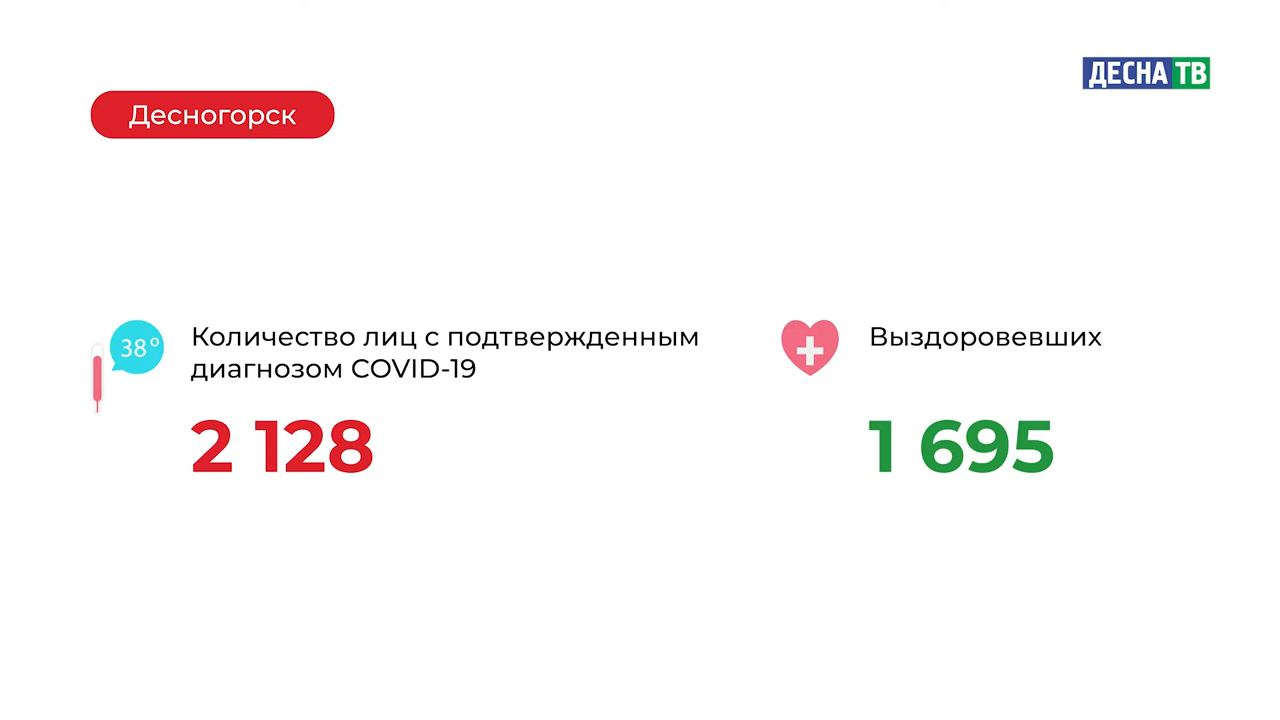 ДЕСНА ТВ
Десногорск
38°
Количество лиц с подтвержденным
диагнозом COVID-19
2 128
Выздоровевших
1 695